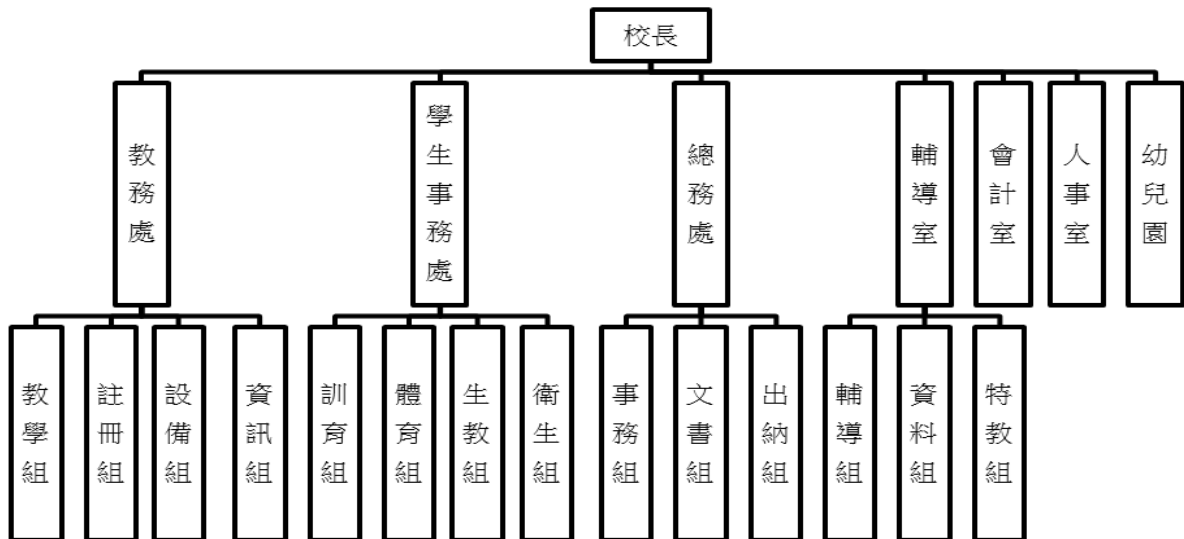 校長
教務處
學生事務處
總務處
輔導室
會計室
人事室
幼兒園
教學組
註冊組
設備組
資訊組
訓育組
體育組
生教組
衛生組
事務組
文書組
出納組
輔導組
資料組
特教組